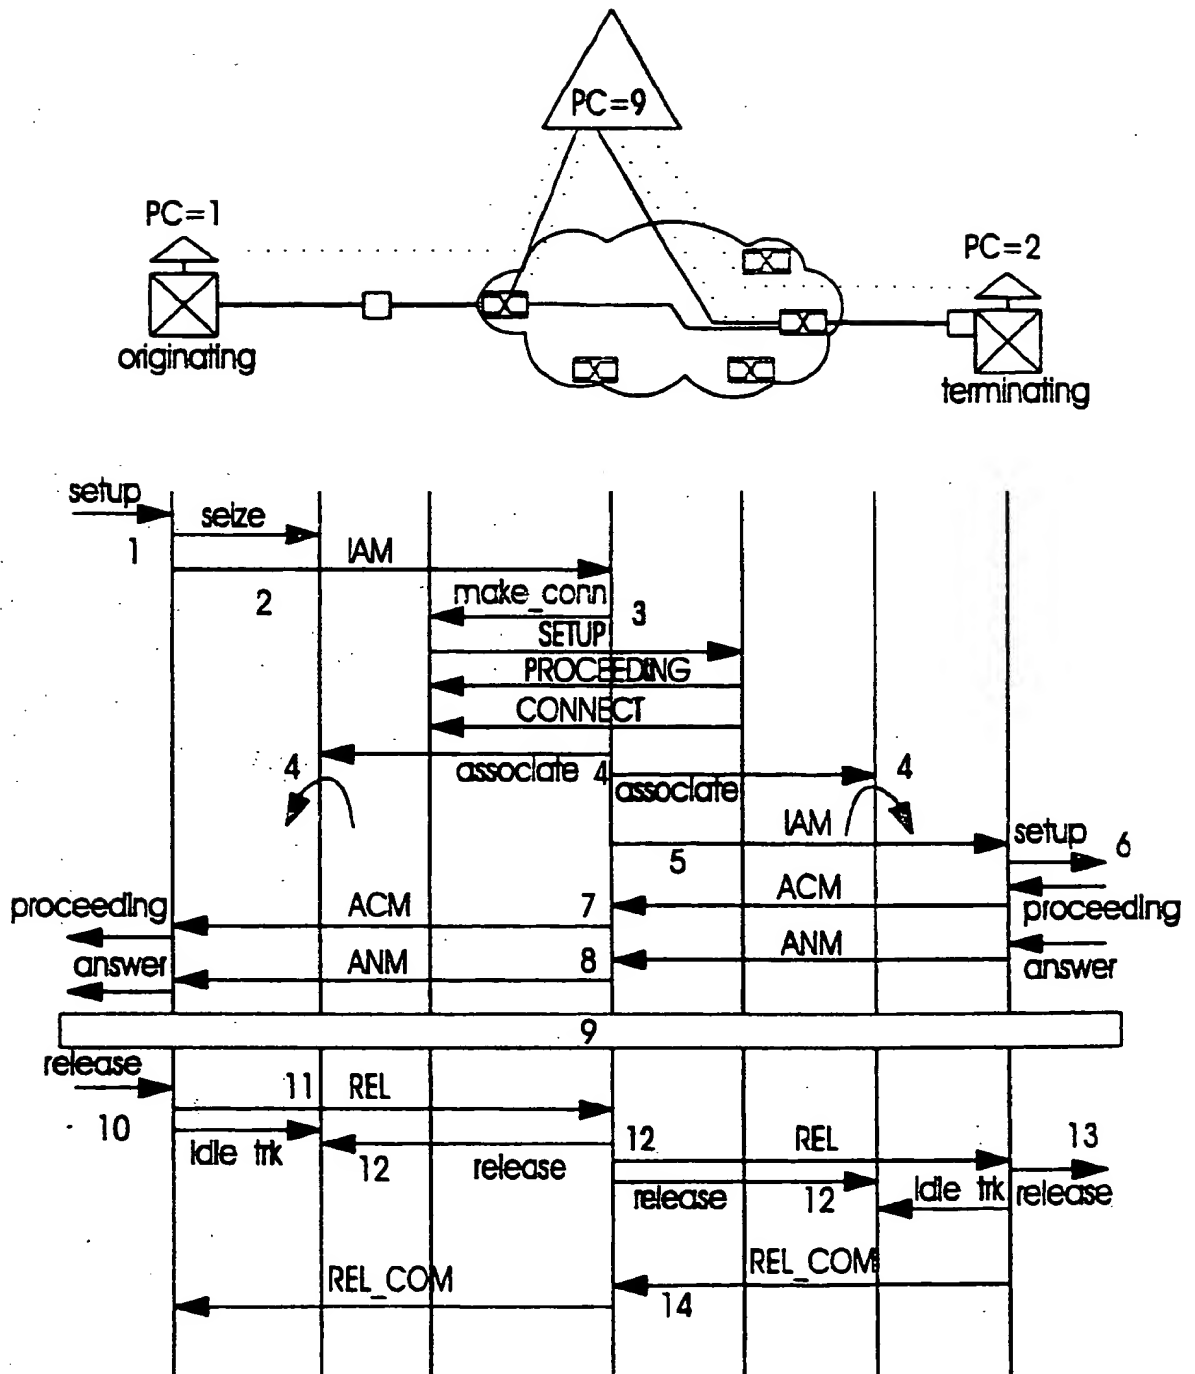 PC=9
PC=1
PC=2
originating
terminating
setup
seize
1
IAM
2
make_conn
3
SETUP
PROCEEDING
CONNECT
4
associate
4
associate
4
IAM
setup
6
5
ACM
proceeding
ACM
7
proceeding
ANM
answer
ANM
8
answer
9
release
11
REL
10
idle trk
12
release
12
REL
13
release
12
idle trk
release
REL_COM
REL_COM
14